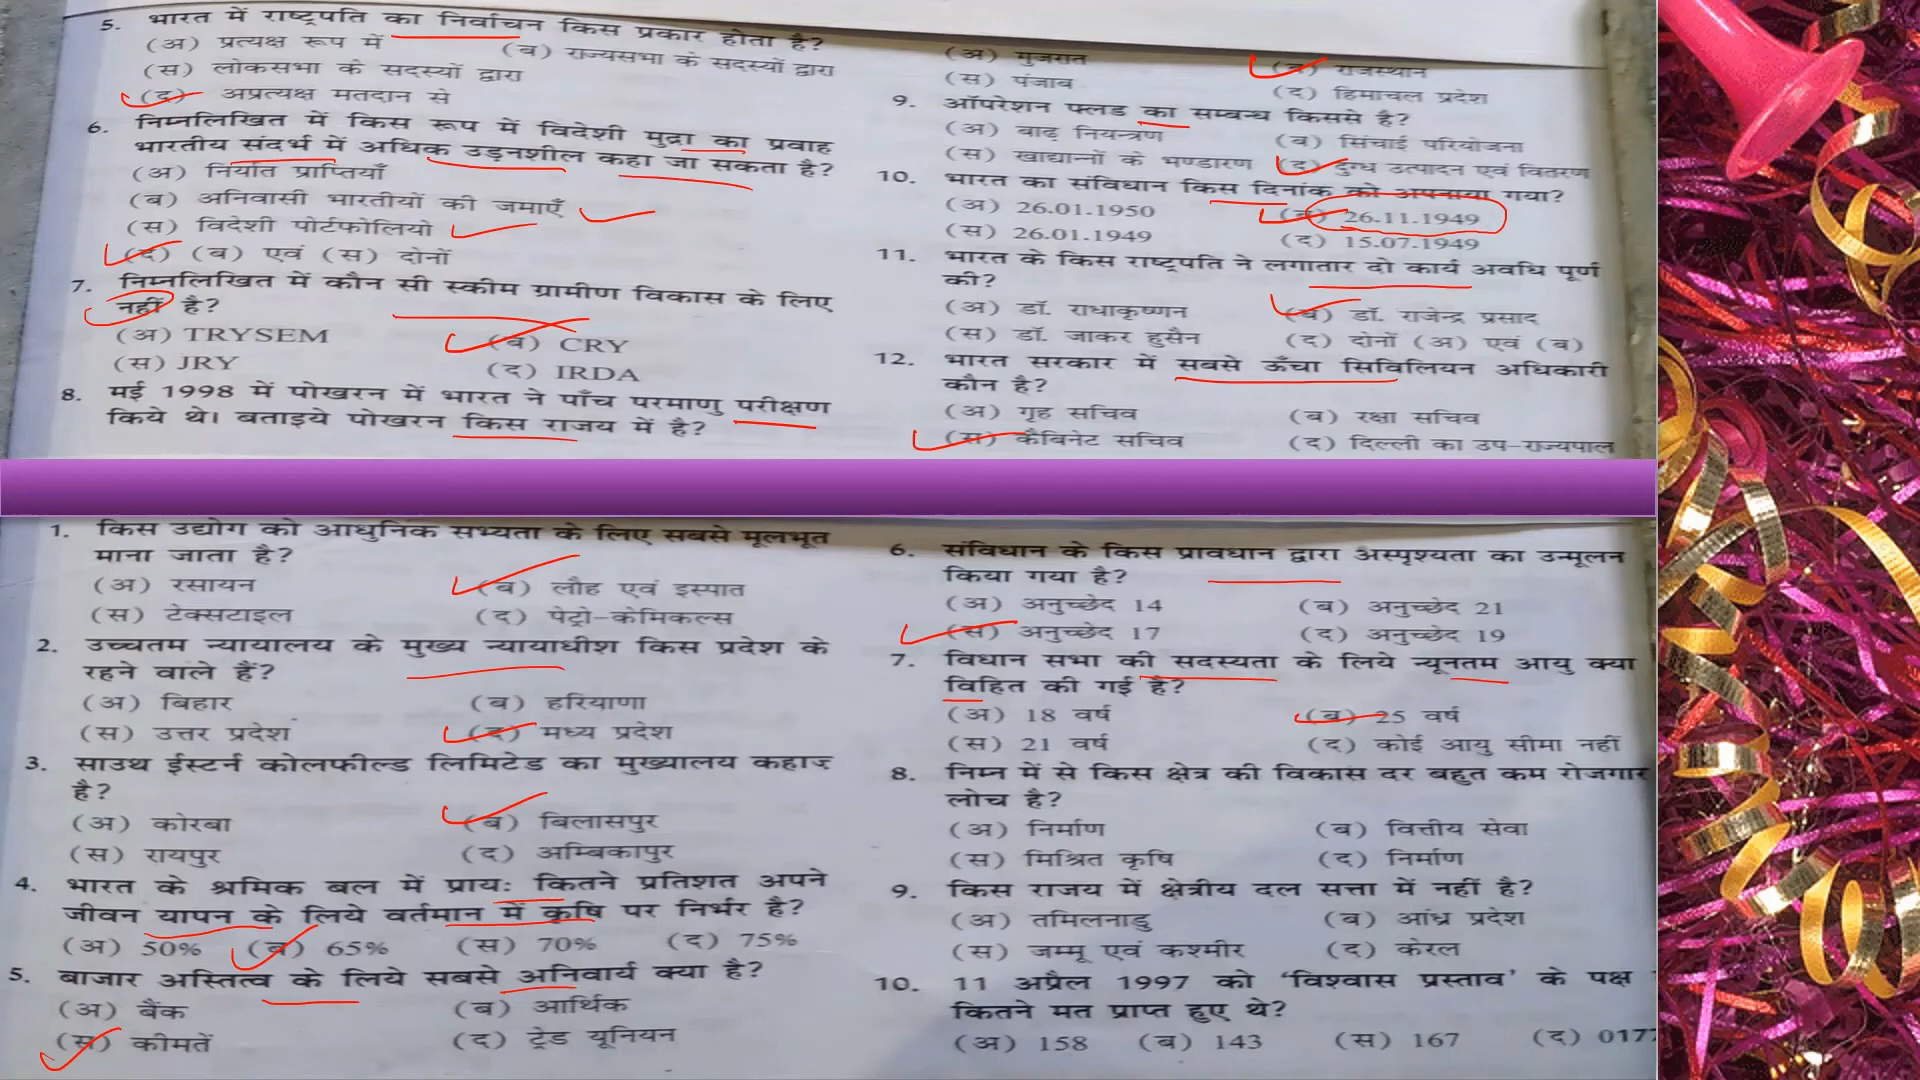 5. भारत में राष्ट्रपति का निर्वाचन किस प्रकार होता है?
(अ) प्रत्यक्ष रूप में (ब) राज्यसभा के सदस्यों द्वारा
(स) लोकसभा के सदस्यों द्वारा
(द) अप्रत्यक्ष मतदान से
6. निम्नलिखित में किस रूप में विदेशी मुद्रा का प्रवाह
भारतीय संदर्भ में अधिक उड़नशील कहा जा सकता है?
(अ) निर्यात प्राप्तियाँ
(ब) अनिवासी भारतीयों की जमाएँ
(स) विदेशी पोर्टफोलियो
(द) (ब) एवं (स) दोनों
7. निम्नलिखित में कौन सी स्कीम ग्रामीण विकास के लिए
नहीं है?
(अ) TRYSEM (ब) CRY
(स) JRY (द) IRDA
8. मई 1998 में पोखरन में भारत ने पाँच परमाणु परीक्षण
किये थे। बताइये पोखरन किस राजय में है?
(अ) गुजरात (ब) राजस्थान
(स) पंजाब (द) हिमाचल प्रदेश
9. ऑपरेशन फ्लड का सम्बन्ध किससे है?
(अ) बाढ़ नियन्त्रण (ब) सिंचाई परियोजना
(स) खाद्यान्नों के भण्डारण (द) दुग्ध उत्पादन एवं वितरण
10. भारत का संविधान किस दिनांक को अपनाया गया?
(अ) 26.01.1950 (ब) 26.11.1949
(स) 26.01.1949 (द) 15.07.1949
11. भारत के किस राष्ट्रपति ने लगातार दो कार्य अवधि पूर्ण
की?
(अ) डॉ. राधाकृष्णन (ब) डॉ. राजेन्द्र प्रसाद
(स) डॉ. जाकर हुसैन (द) दोनों (अ) एवं (ब)
12. भारत सरकार में सबसे ऊँचा सिविलियन अधिकारी
कौन है?
(अ) गृह सचिव (ब) रक्षा सचिव
(स) कैबिनेट सचिव (द) दिल्ली का उप-राज्यपाल
1. किस उद्योग को आधुनिक सभ्यता के लिए सबसे मूलभूत
माना जाता है?
(अ) रसायन (ब) लौह एवं इस्पात
(स) टेक्सटाइल (द) पेट्रो-केमिकल्स
2. उच्चतम न्यायालय के मुख्य न्यायाधीश किस प्रदेश के
रहने वाले हैं?
(अ) बिहार (ब) हरियाणा
(स) उत्तर प्रदेश (द) मध्य प्रदेश
3. साउथ ईस्टर्न कोलफील्ड लिमिटेड का मुख्यालय
है?
(अ) कोरबा (ब) बिलासपुर
(स) रायपुर (द) अम्बिकापुर
4. भारत के श्रमिक बल में प्रायः कितने प्रतिशत अपने
जीवन यापन के लिये वर्तमान में कृषि पर निर्भर है?
(अ) 50% (ब) 65% (स) 70% (द) 75%
5. बाजार अस्तित्व के लिये सबसे अनिवार्य क्या है?
(अ) बैंक (ब) आर्थिक
(स) कीमतें (द) ट्रेड यूनियन
6. संविधान के किस प्रावधान द्वारा अस्पृश्यता का उन्मूलन
किया गया है?
(अ) अनुच्छेद 14 (ब) अनुच्छेद 21
(स) अनुच्छेद 17 (द) अनुच्छेद 19
7. विधान सभा की सदस्यता के लिये न्यूनतम आयु क्या
विहित की गई है?
(अ) 18 वर्ष (ब) 25 वर्ष
(स) 21 वर्ष (द) कोई आयु सीमा नहीं
8. निम्न में से किस क्षेत्र की विकास दर बहुत कम रोजगार
लोच है?
(अ) निर्माण (ब) वित्तीय सेवा
(स) मिश्रित कृषि (द) निर्माण
9. किस राजय में क्षेत्रीय दल सत्ता में नहीं है?
(अ) तमिलनाडु (ब) आंध्र प्रदेश
(स) जम्मू एवं कश्मीर (द) केरल
10. 11 अप्रैल 1997 को 'विश्वास प्रस्ताव' के पक्ष
कितने मत प्राप्त हुए थे?
(अ) 158 (ब) 143 (स) 167 (द)